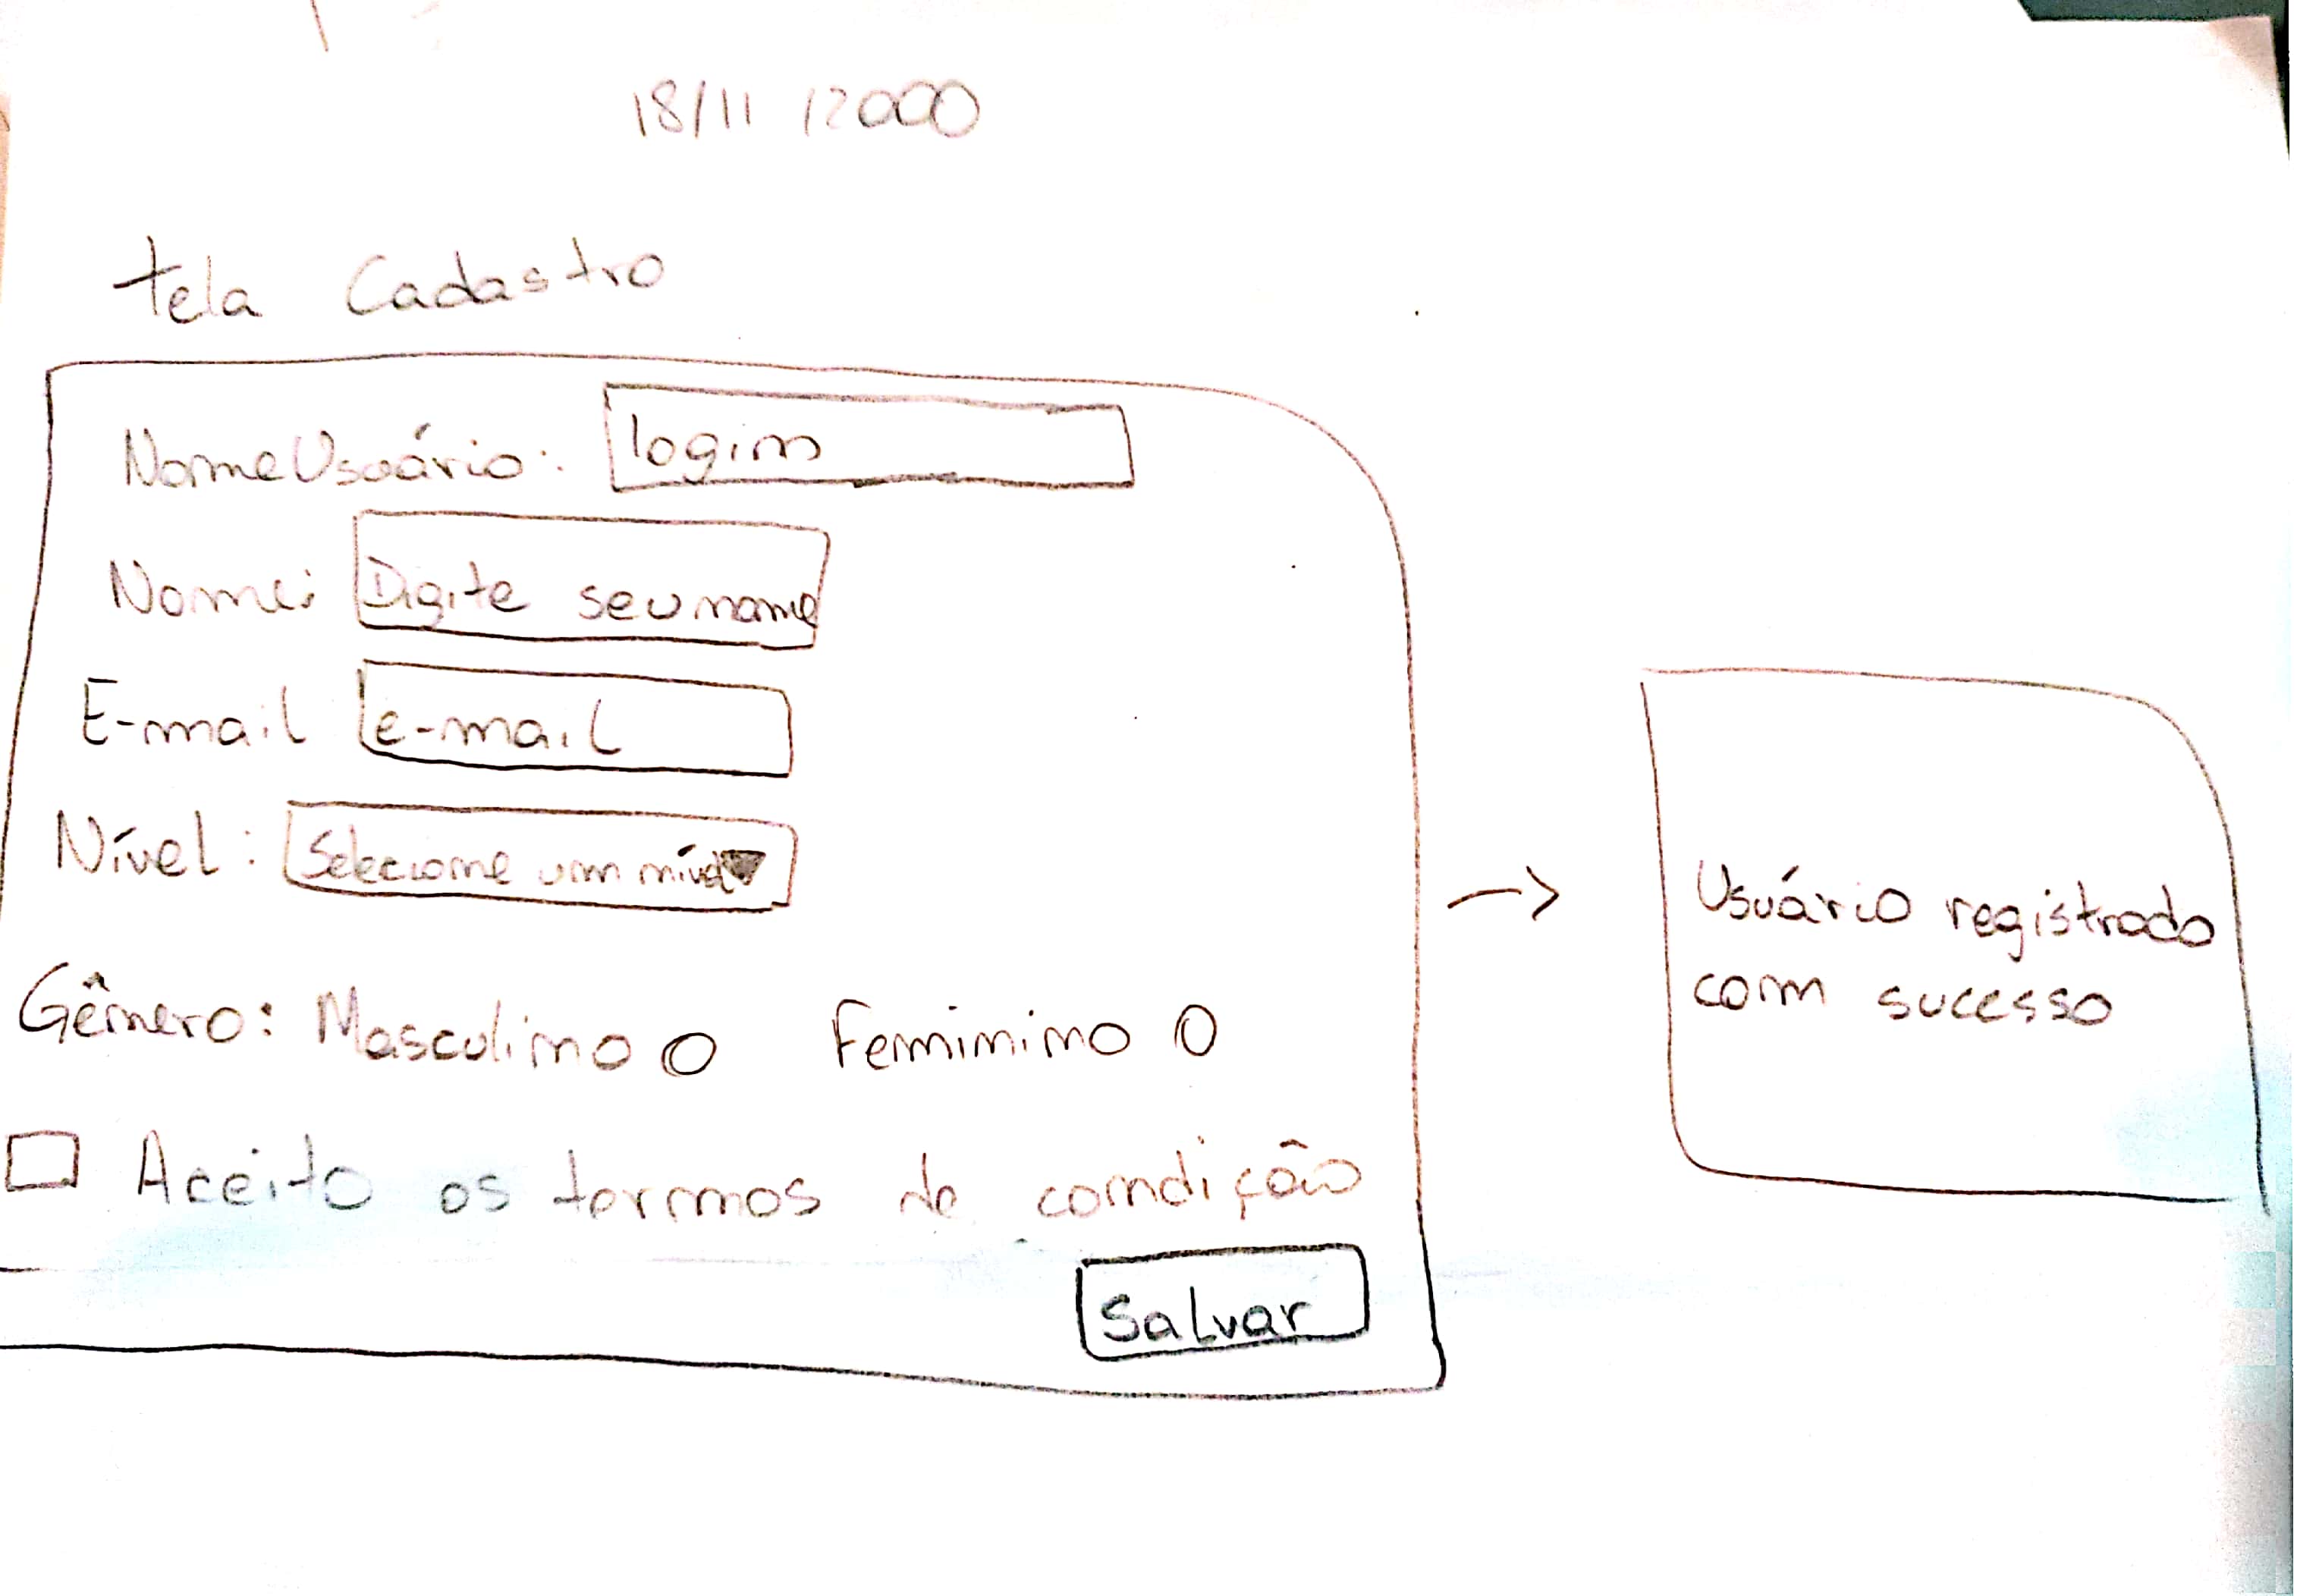 18/11/2000
tela Cadastro
NomeUsuário: login
Nome: Digite seu nome
E-mail e-mail
Nível: Selecione um nível
Gênero: Masculino Feminino
Aceito os termos de condição
Salvar
Usuário registrado
com sucesso